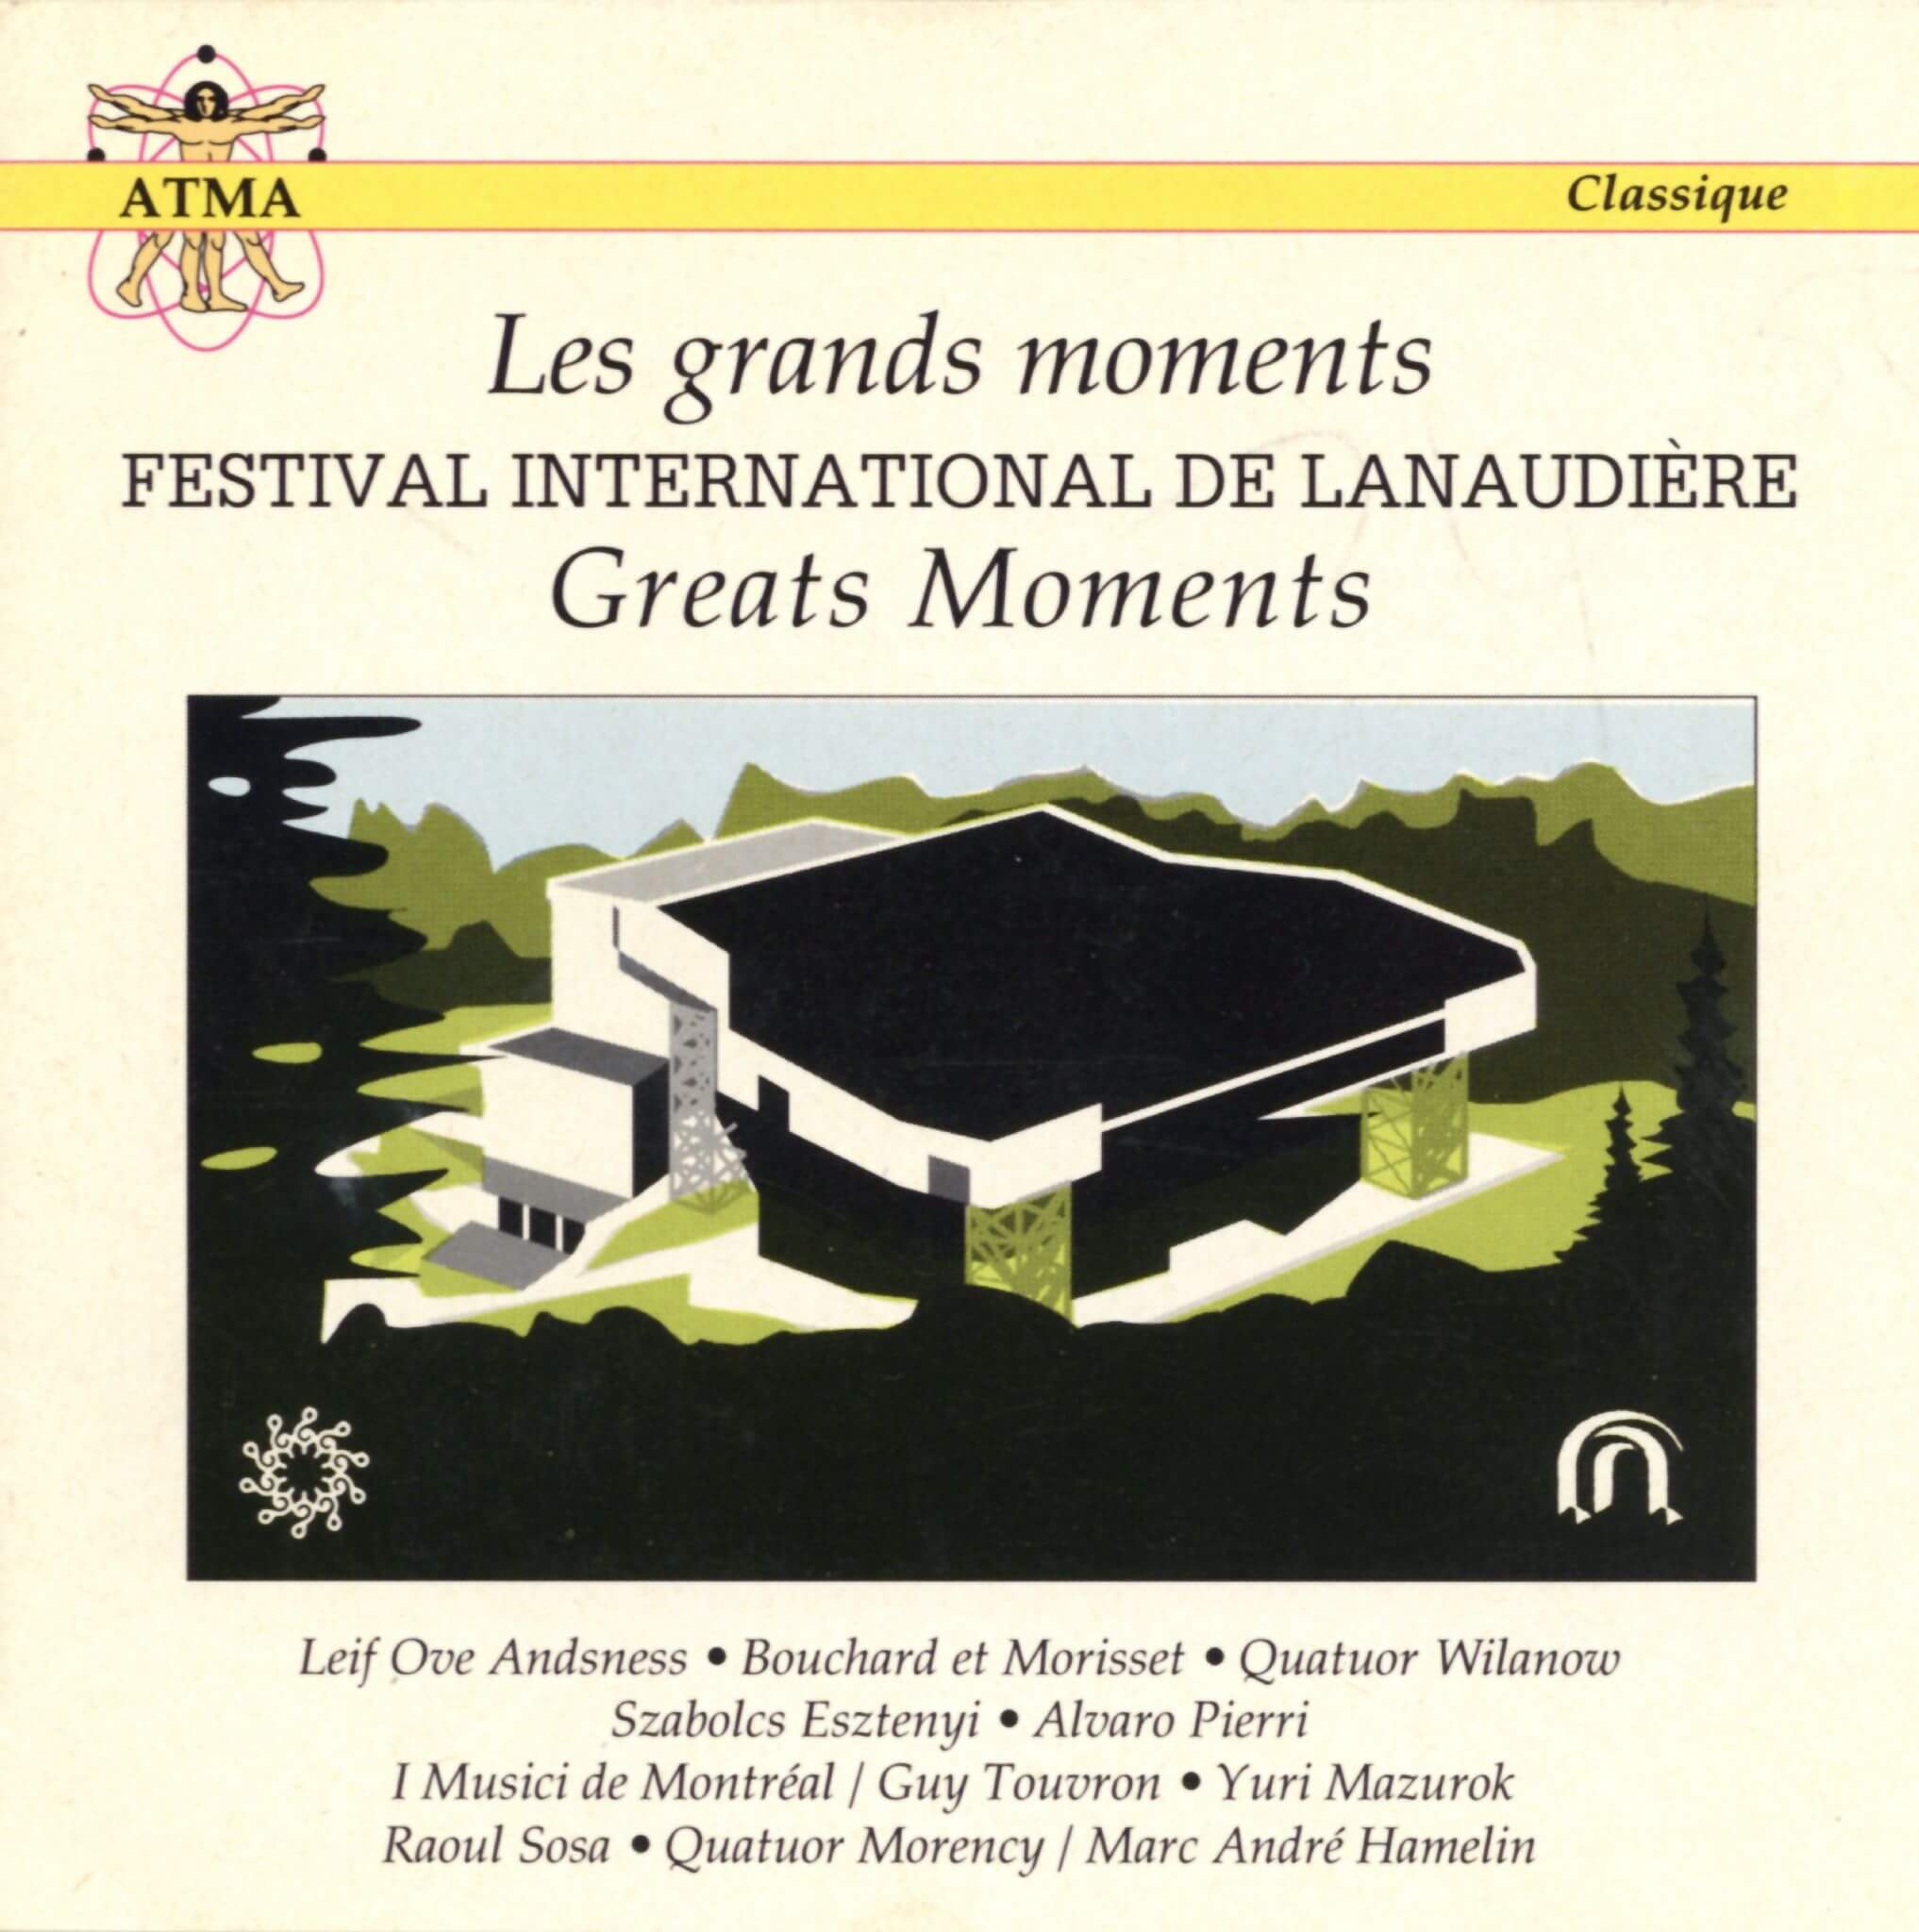 ATMA
Classique
Les grands moments
FESTIVAL INTERNATIONAL DE LANAUDIÈRE
Greats Moments
Leif Ove Andsness • Bouchard et Morisset • Quatuor Wilanow
Szabolcs Esztenyi • Alvaro Pierri
I Musici de Montréal / Guy Touvron • Yuri Mazurok
Raoul Sosa • Quatuor Morency / Marc André Hamelin